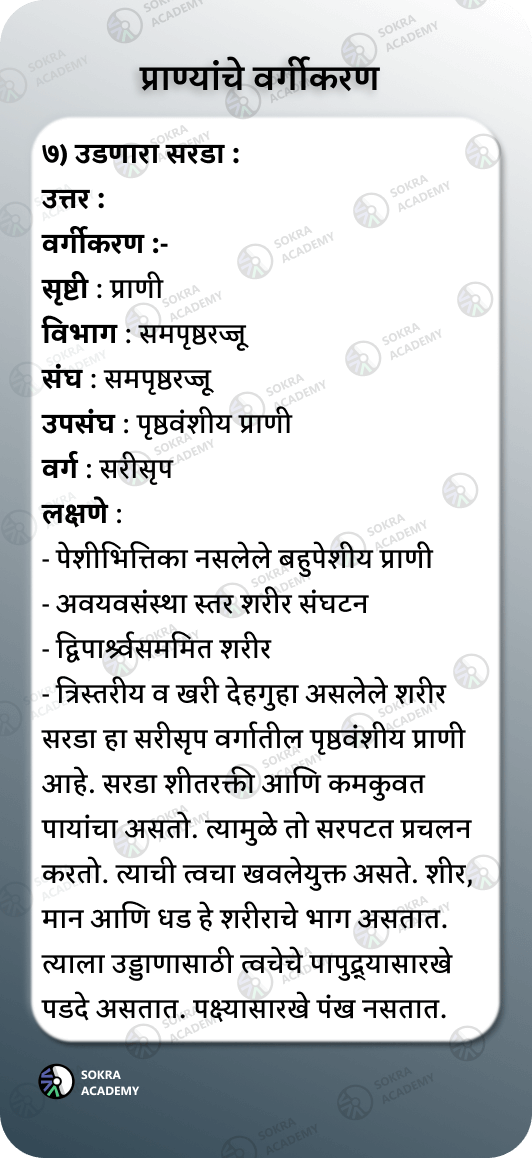 प्राण्यांचे वर्गीकरण
७) उडणारा सरडा :
उत्तर :
वर्गीकरण :-
सृष्टी : प्राणी
विभाग : समपृष्ठरज्जू
संघ : समपृष्ठरज्जू
उपसंघ : पृष्ठवंशीय प्राणी
वर्ग : सरीसृप
लक्षणे :
- पेशीभित्तिका नसलेले बहुपेशीय प्राणी
- अवयवसंस्था स्तर शरीर संघटन
- द्विपार्श्र्वसममित शरीर
- त्रिस्तरीय व खरी देहगुहा असलेले शरीर
सरडा हा सरीसृप वर्गातील पृष्ठवंशीय प्राणी
आहे. सरडा शीतरक्ती आणि कमकुवत
पायांचा असतो. त्यामुळे तो सरपटत प्रचलन
करतो. त्याची त्वचा खवलेयुक्त असते. शीर,
मान आणि धड हे शरीराचे भाग असतात.
त्याला उड्डाणासाठी त्वचेचे पापुद्र्यासारखे
पडदे असतात. पक्ष्यासारखे पंख नसतात.
SOKRA
ACADEMY